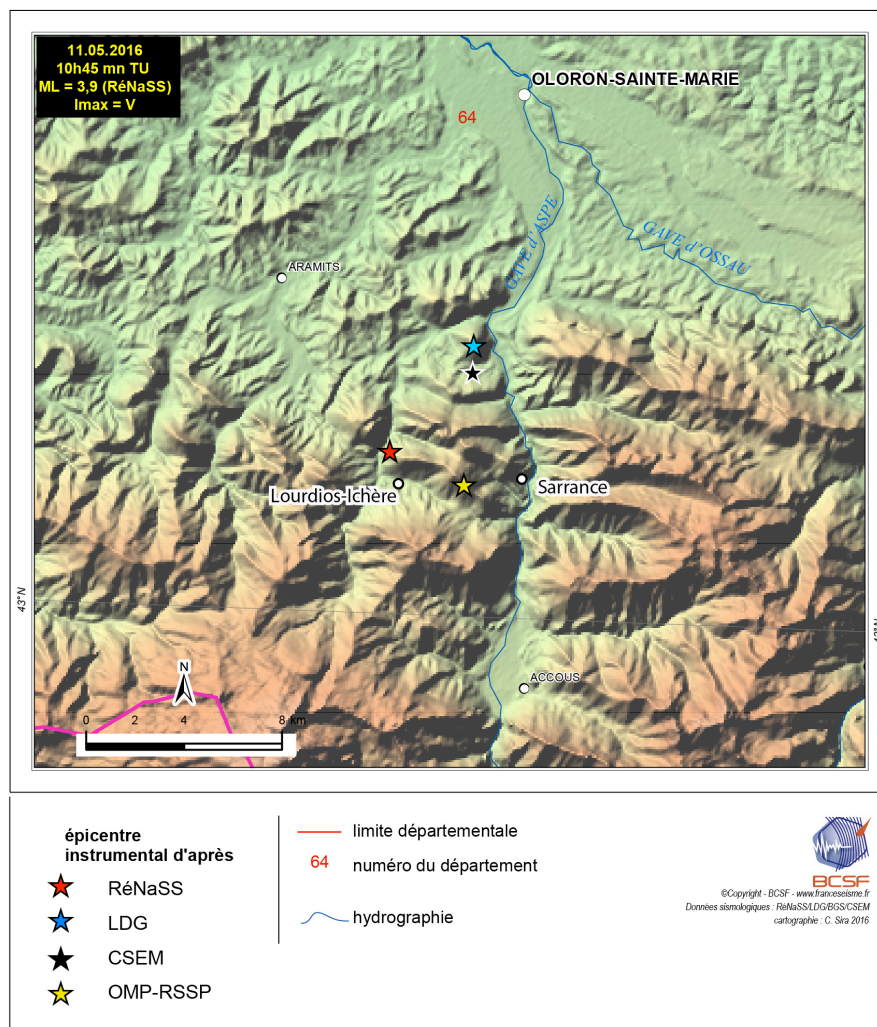 11.05.2016
10h45 mn TU
ML = 3,9 (RéNaSS)
Imax = V
OLORON-SAINTE-MARIE
64
GAVE d'ASPE
GAVE d'OSSAU
ARAMITS
Lourdios-Ichère
Sarrance
43°N
43°N
ACCOUS
N
0 4 8 km
épicentre
instrumental d'après
RéNaSS
LDG
CSEM
OMP-RSSP
limite départementale
64 numéro du département
hydrographie
BCSF
©Copyright - BCSF - www.franceseisme.fr
Données sismologiques : RéNaSS/LDG/BGS/CSEM
cartographie : C. Sira 2016